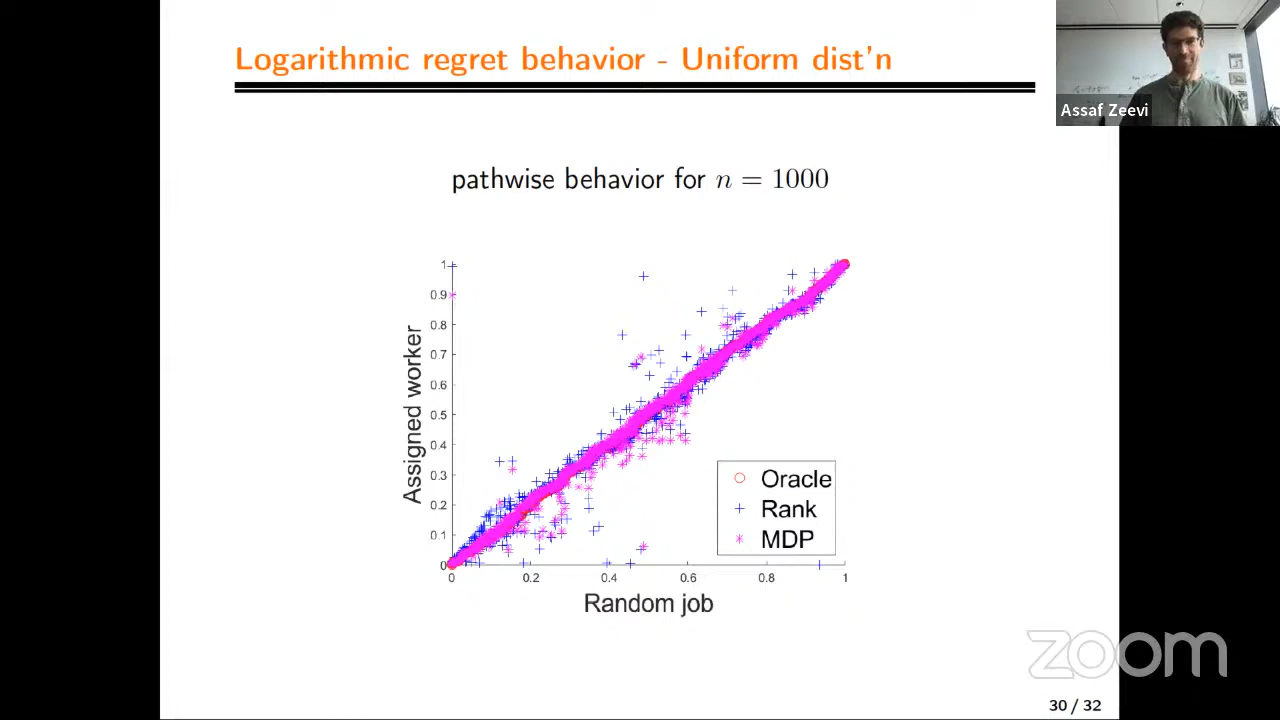 Logarithmic regret behavior - Uniform dist'n
Assaf Zeevi
pathwise behavior for n = 1000
1
0.9
0.8
0.7
0.6
0.5
0.4
0.3
0.2
0.1
0
Assigned worker
Oracle
Rank
MDP
0 0.2 0.4 0.6 0.8 1
Random job
zoom
30 / 32